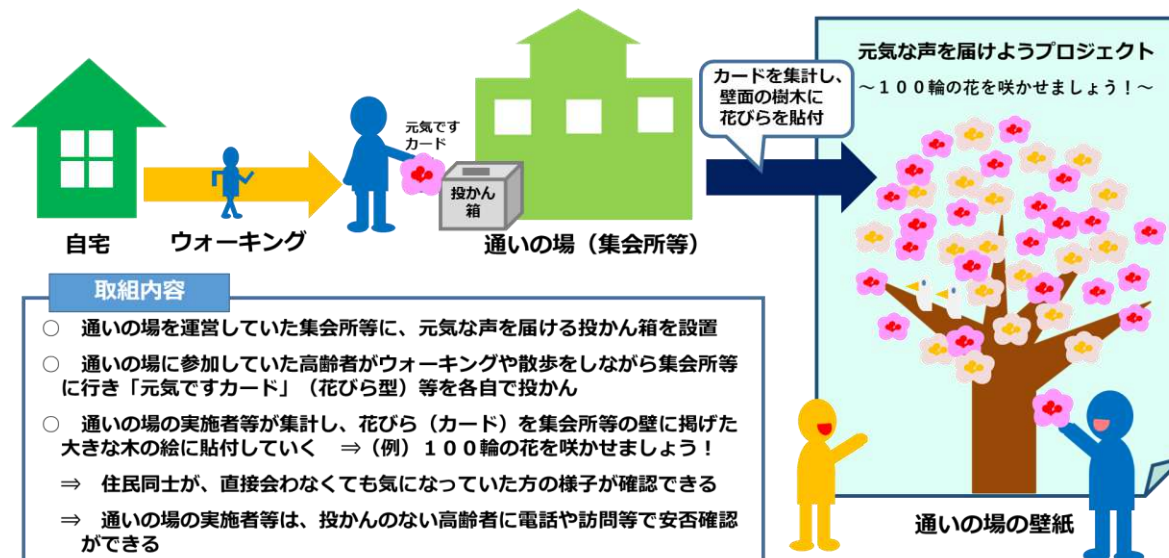 元気な声を届けようプロジェクト
～１００輪の花を咲かせましょう！～
カードを集計し、
壁面の樹木に
花びらを貼付
元気です
カード
投かん
箱
自宅
ウォーキング
通いの場（集会所等）
取組内容
○　通いの場を運営していた集会所等に、元気な声を届ける投かん箱を設置
○　通いの場に参加していた高齢者がウォーキングや散歩をしながら集会所等
に行き「元気ですカード」（花びら型）等を各自で投かん
○　通いの場の実施者等が集計し、花びら（カード）を集会所等の壁に掲げた
大きな木の絵に貼付していく　⇒（例）１００輪の花を咲かせましょう！
⇒　住民同士が、直接会わなくても気になっていた方の様子が確認できる
⇒　通いの場の実施者等は、投かんのない高齢者に電話や訪問等で安否確認
ができる
通いの場の壁紙